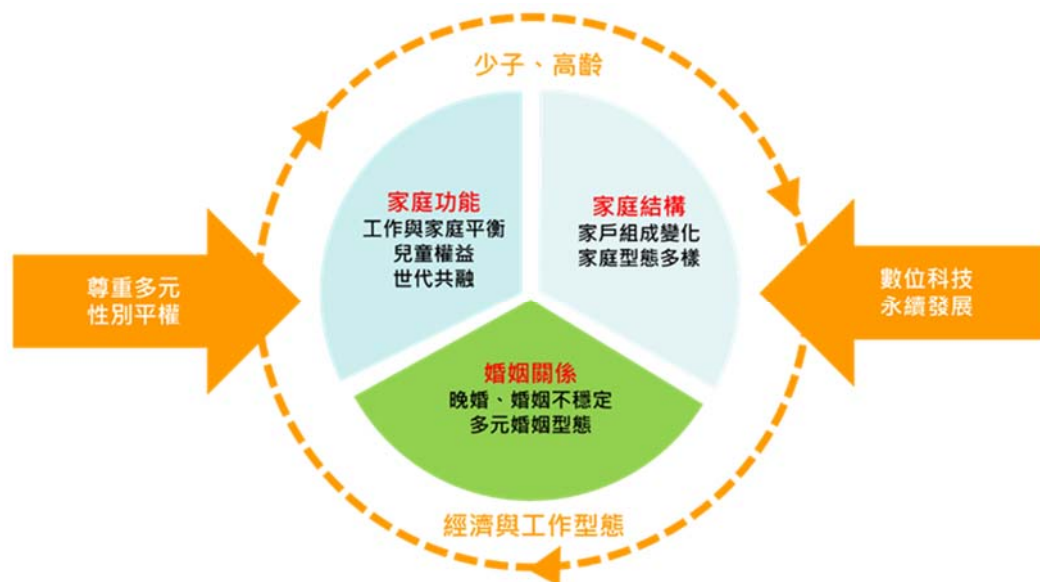 少子、高齡
家庭功能
工作與家庭平衡
兒童權益
世代共融
家庭結構
家戶組成變化
家庭型態多樣
尊重多元
性別平權
數位科技
永續發展
婚姻關係
晚婚、婚姻不穩定
多元婚姻型態
經濟與工作型態